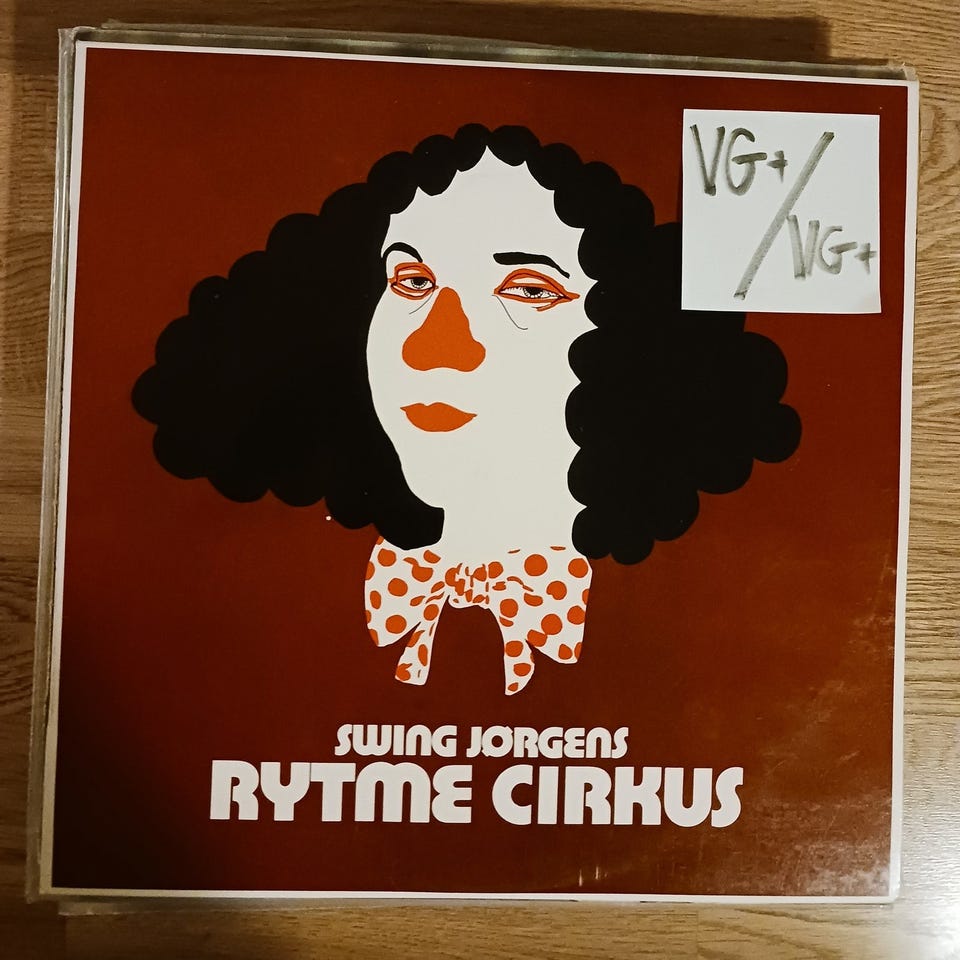 VG+/
VG+
SWING JØRGENS
RYTME CIRKUS